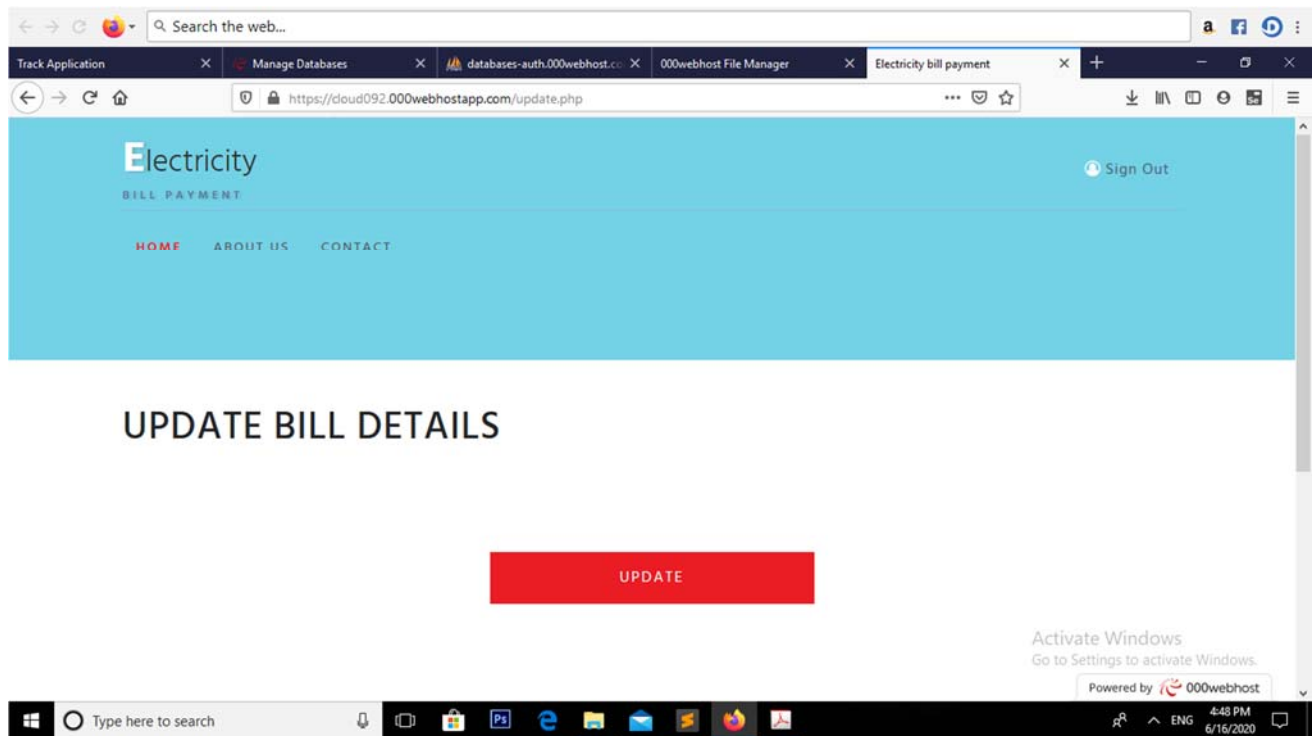 Search the web...
Track Application
Manage Databases
databases-auth.000webhost.co
000webhost File Manager
Electricity bill payment
https://cloud092.000webhostapp.com/update.php
Electricity
Sign Out
BILL PAYMENT
HOME ABOUT US CONTACT
UPDATE BILL DETAILS
UPDATE
Activate Windows
Go to Settings to activate Windows.
Powered by 000webhost
Type here to search
Ps
ENG
4:48 PM
6/16/2020